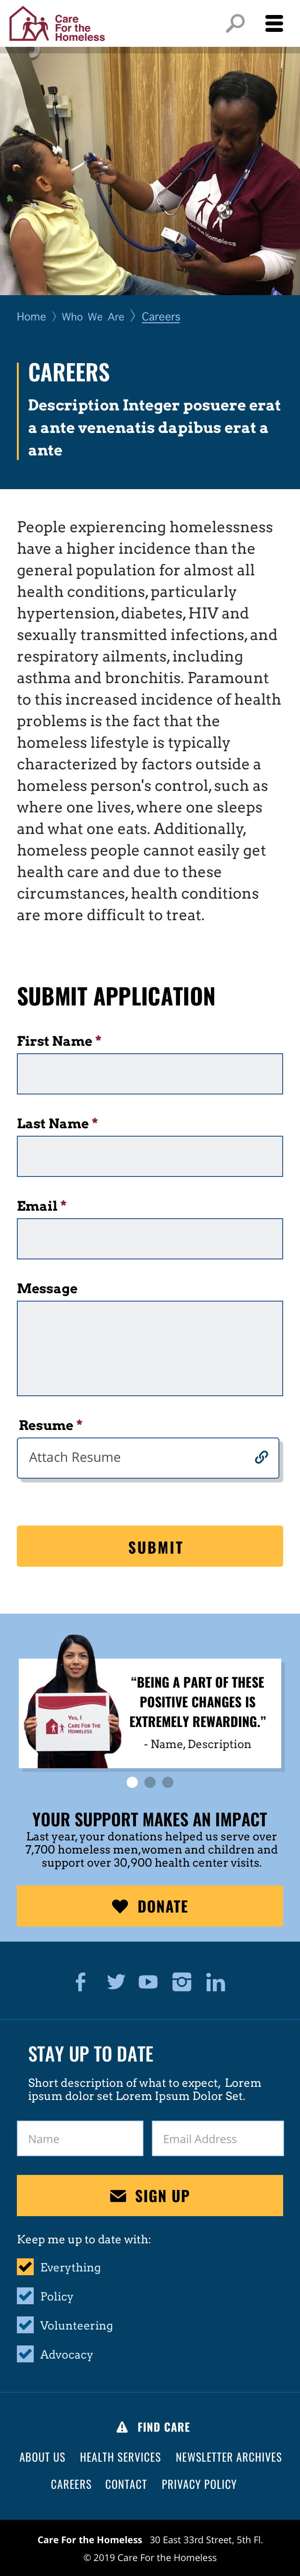 Care
For the
Homeless
Home 〉 Who We Are 〉 Careers
CAREERS
Description Integer posuere erat
a ante venenatis dapibus erat a
ante
People expierencing homelessness
have a higher incidence than the
general population for almost all
health conditions, particularly
hypertension, diabetes, HIV and
sexually transmitted infections, and
respiratory ailments, including
asthma and bronchitis. Paramount
to this increased incidence of health
problems is the fact that the
homeless lifestyle is typically
characterized by factors outside a
homeless person's control, such as
where one lives, where one sleeps
and what one eats. Additionally,
homeless people cannot easily get
health care and due to these
circumstances, health conditions
are more difficult to treat.
SUBMIT APPLICATION
First Name *
Last Name *
Email *
Message
Resume *
Attach Resume
SUBMIT
“BEING A PART OF THESE
POSITIVE CHANGES IS
EXTREMELY REWARDING.”
- Name, Description
Yes, I
CARE FOR THE
HOMELESS
YOUR SUPPORT MAKES AN IMPACT
Last year, your donations helped us serve over
7,700 homeless men,women and children and
support over 30,900 health center visits.
DONATE
STAY UP TO DATE
Short description of what to expect, Lorem
ipsum dolor set Lorem Ipsum Dolor Set.
Name Email Address
SIGN UP
Keep me up to date with:
Everything
Policy
Volunteering
Advocacy
FIND CARE
ABOUT US HEALTH SERVICES NEWSLETTER ARCHIVES
CAREERS CONTACT PRIVACY POLICY
Care For the Homeless 30 East 33rd Street, 5th Fl.
© 2019 Care For the Homeless